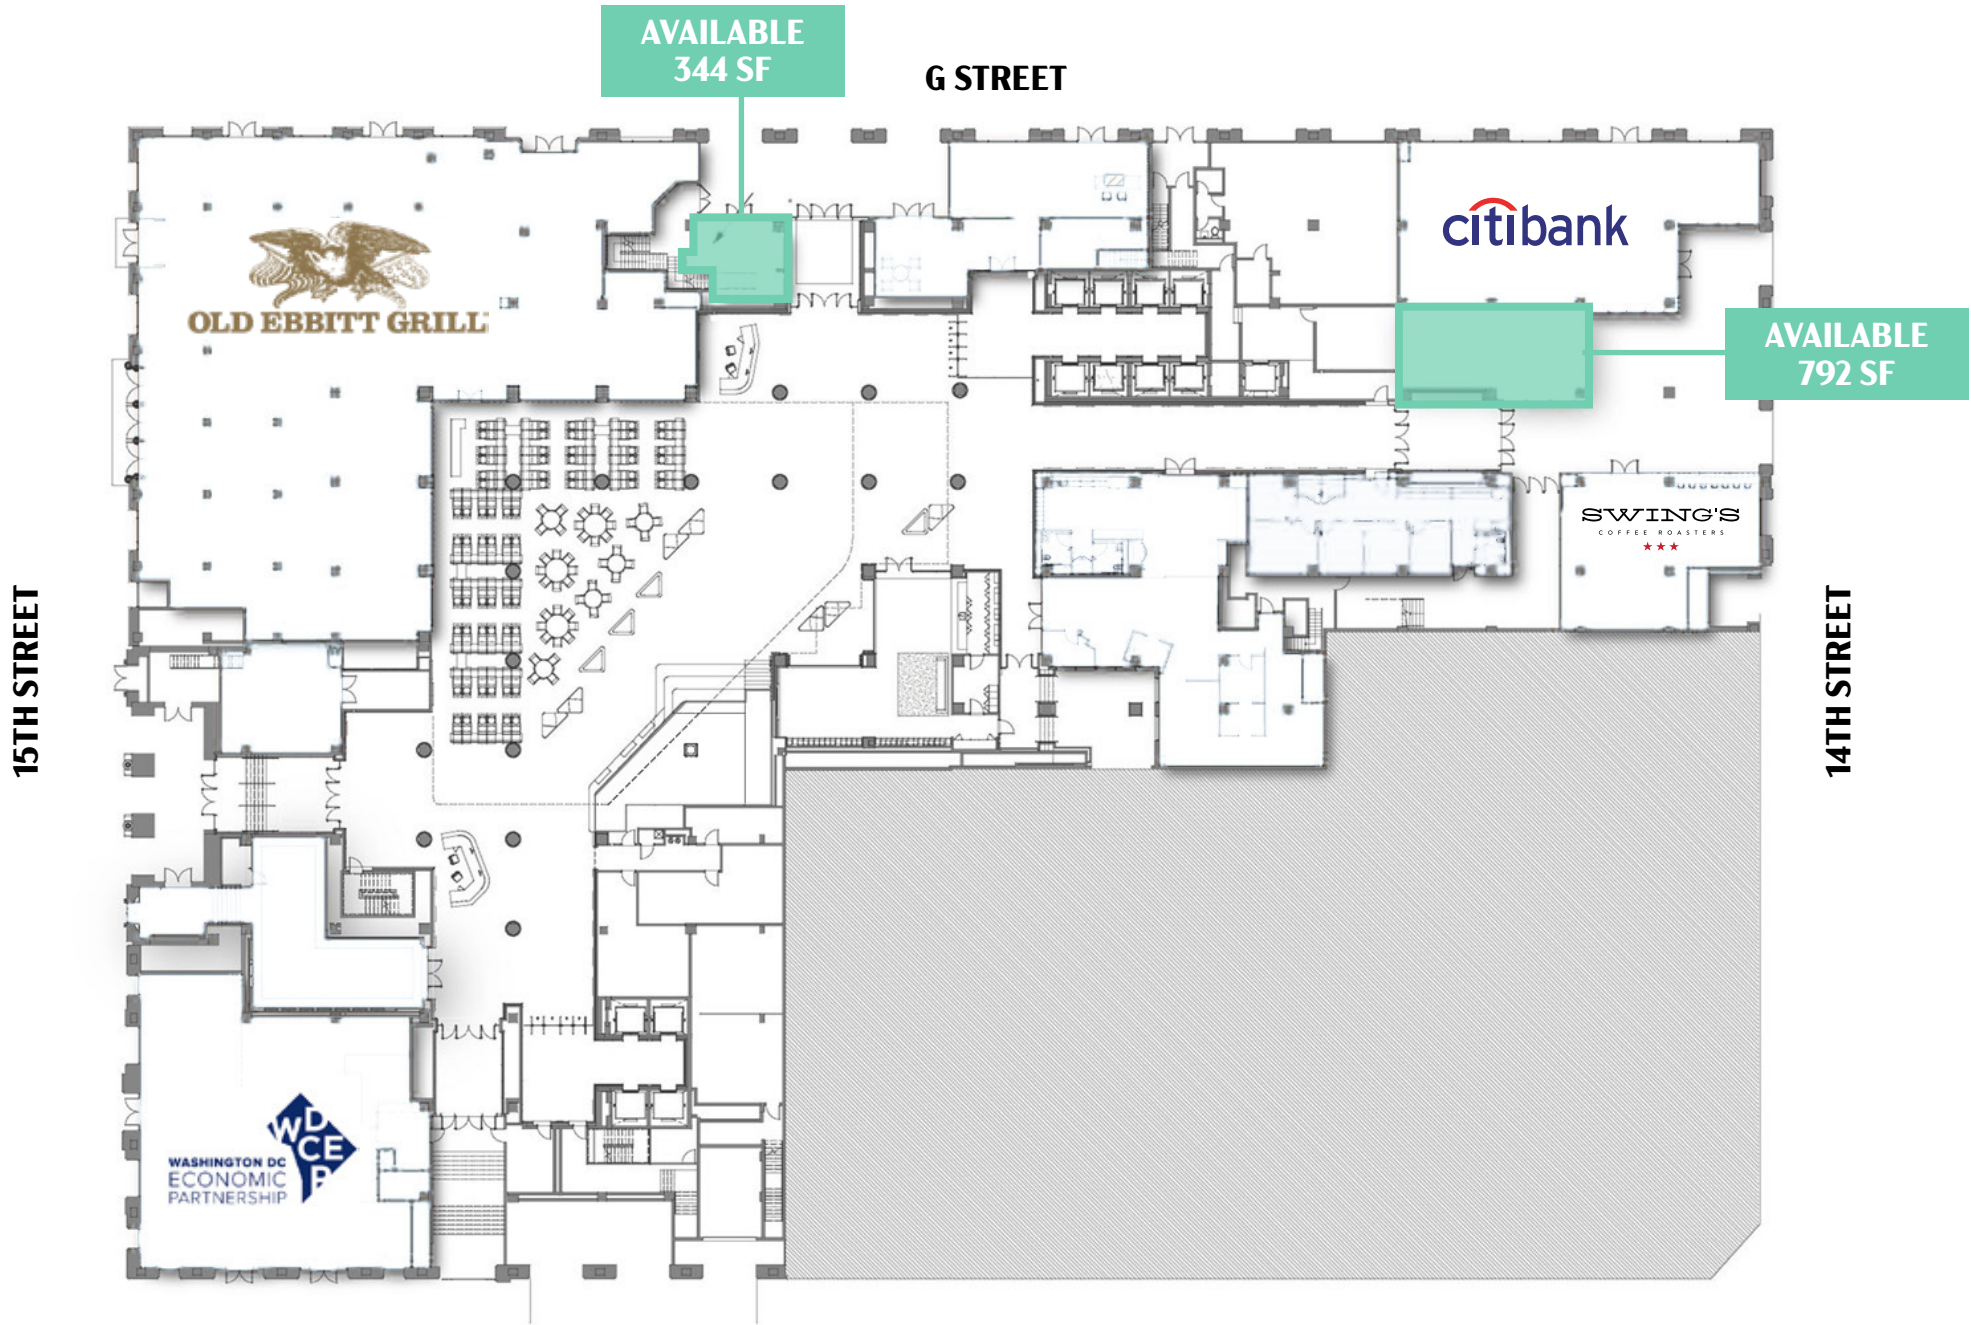 AVAILABLE
344 SF
G STREET
citibank
OLD EBBITT GRILL
AVAILABLE
792 SF
SWING'S
COFFEE ROASTERS
15TH STREET
14TH STREET
WDCEP
WASHINGTON DC
ECONOMIC
PARTNERSHIP